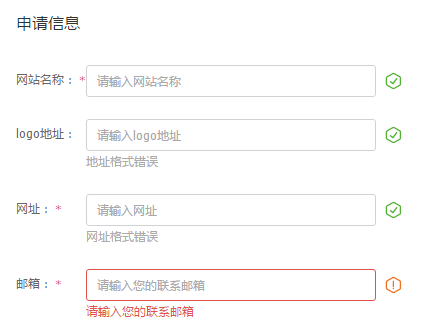 申请信息
网站名称： * 请输入网站名称
logo地址： 请输入logo地址
地址格式错误
网址： * 请输入网址
网址格式错误
邮箱： * 请输入您的联系邮箱
请输入您的联系邮箱